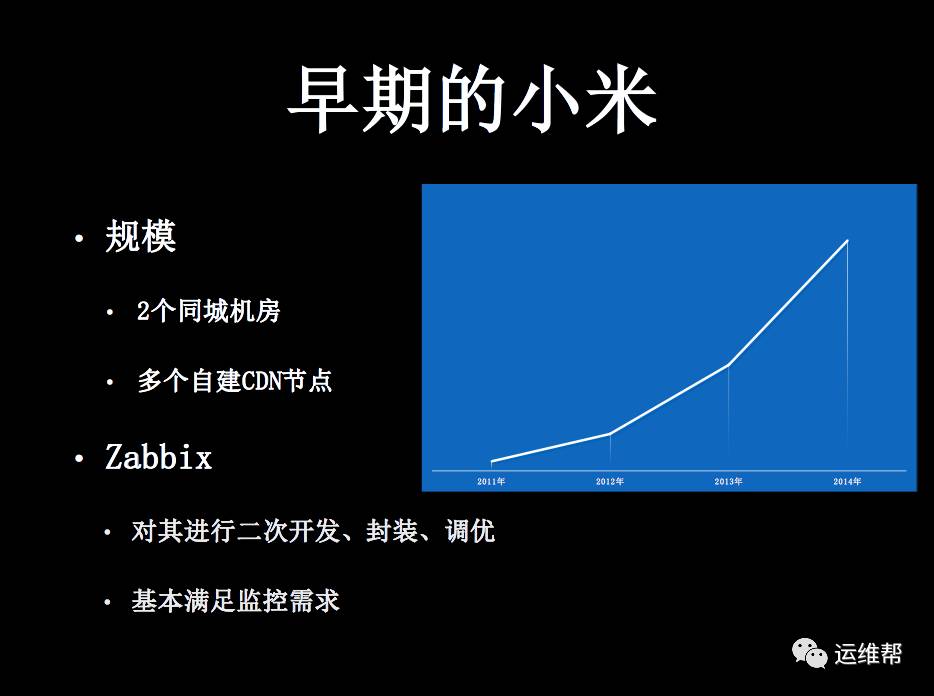 早期的小米
• 规模
• 2个同城机房
• 多个自建CDN节点
• Zabbix
• 对其进行二次开发、封装、调优
• 基本满足监控需求
2011年 2012年 2013年 2014年
运维帮